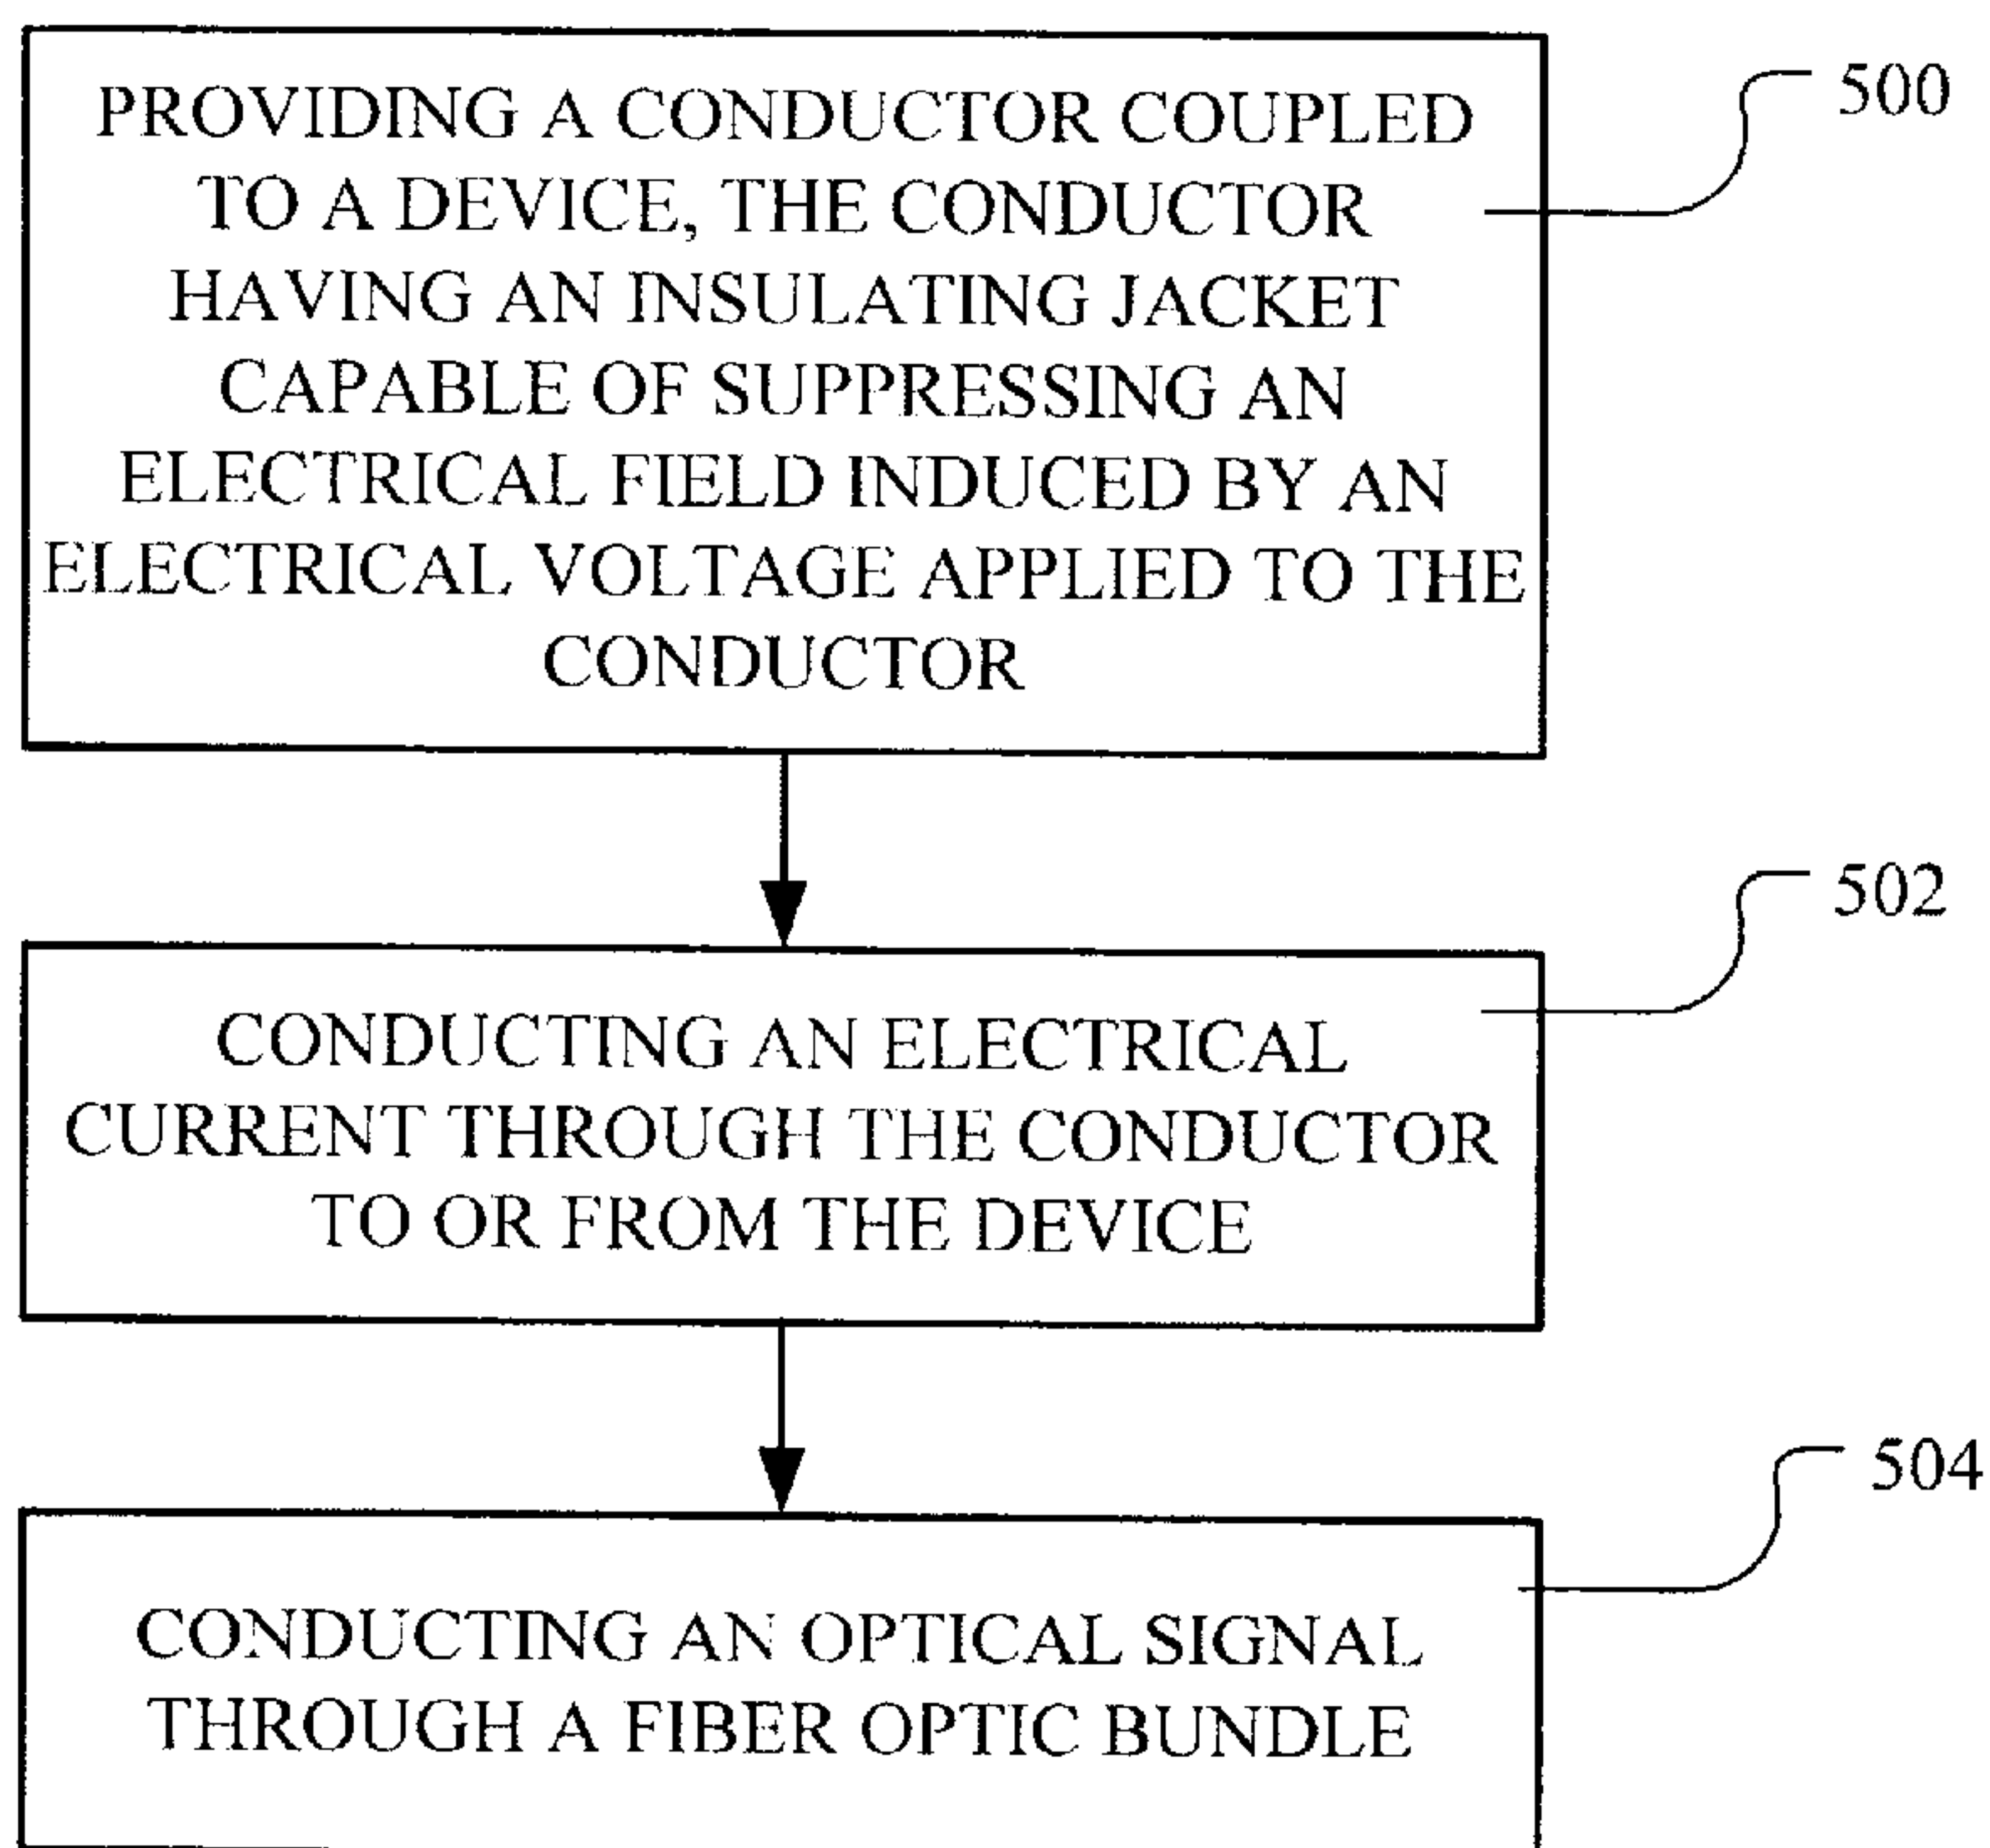 PROVIDING A CONDUCTOR COUPLED
TO A DEVICE, THE CONDUCTOR
HAVING AN INSULATING JACKET
CAPABLE OF SUPPRESSING AN
ELECTRICAL FIELD INDUCED BY AN
ELECTRICAL VOLTAGE APPLIED TO THE
CONDUCTOR
500
CONDUCTING AN ELECTRICAL
CURRENT THROUGH THE CONDUCTOR
TO OR FROM THE DEVICE
502
CONDUCTING AN OPTICAL SIGNAL
THROUGH A FIBER OPTIC BUNDLE
504